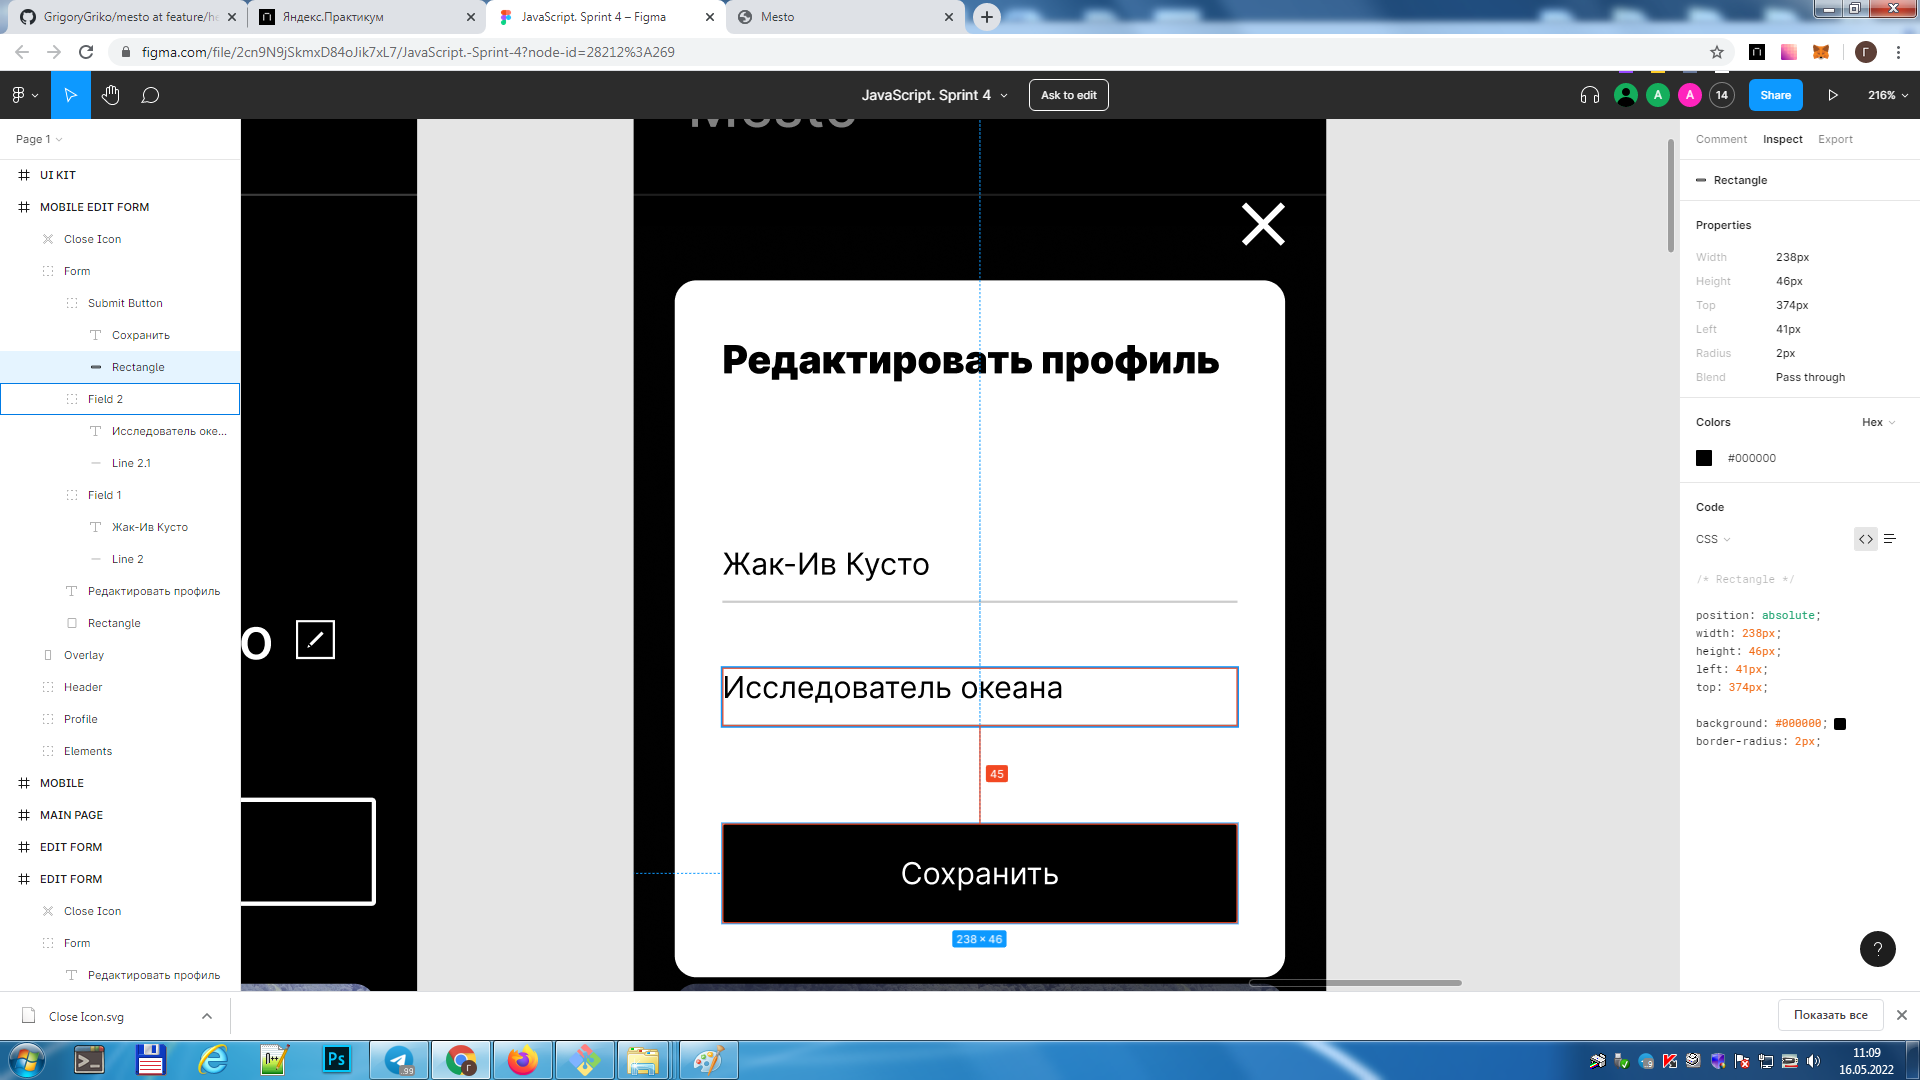 GrigoryGriko/mesto at feature/he
Яндекс.Практикум
JavaScript. Sprint 4 – Figma
Mesto
figma.com/file/2cn9N9jSkmxD84oJik7xL7/JavaScript.-Sprint-4?node-id=28212%3A269
Г
JavaScript. Sprint 4
Ask to edit
A
A
14
Share
216%
Page 1
UI KIT
MOBILE EDIT FORM
Close Icon
Form
Submit Button
Сохранить
Rectangle
Field 2
Исследователь оке...
Line 2.1
Field 1
Жак-Ив Кусто
Line 2
Редактировать профиль
Rectangle
Overlay
Header
Profile
Elements
MOBILE
MAIN PAGE
EDIT FORM
EDIT FORM
Close Icon
Form
Редактировать профиль
Mesto
Редактировать профиль
Жак-Ив Кусто
Исследователь океана
45
Сохранить
238 × 46
Comment
Inspect
Export
Rectangle
Properties
Width 238px
Height 46px
Top 374px
Left 41px
Radius 2px
Blend Pass through
Colors
Hex
#000000
Code
CSS
/* Rectangle */
position: absolute;
width: 238px;
height: 46px;
left: 41px;
top: 374px;
background: #000000;
border-radius: 2px;
?
Close Icon.svg
Показать все
Ps
99
Г
11:09
16.05.2022